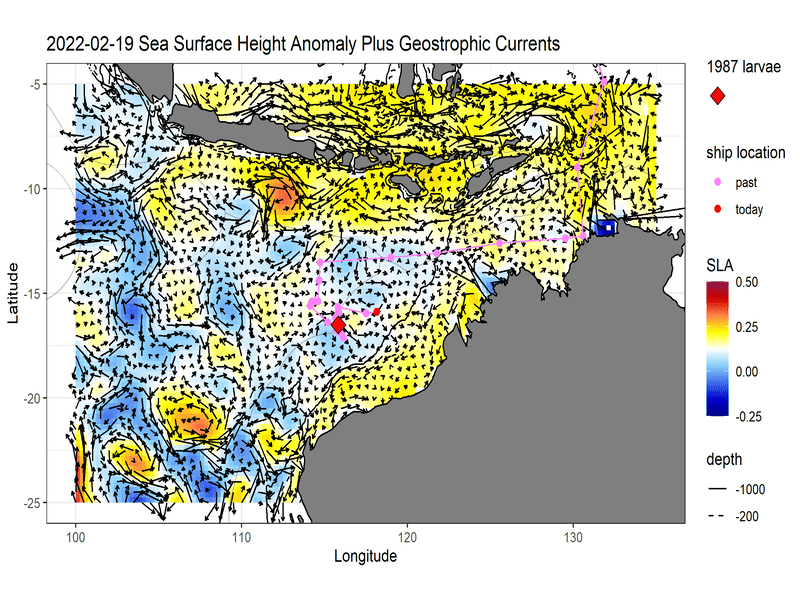 2022-02-19 Sea Surface Height Anomaly Plus Geostrophic Currents
1987 larvae
ship location
past
today
SLA
0.50
0.25
0.00
-0.25
depth
-1000
-200
Latitude
-5
-10
-15
-20
-25
100
110
120
130
Longitude